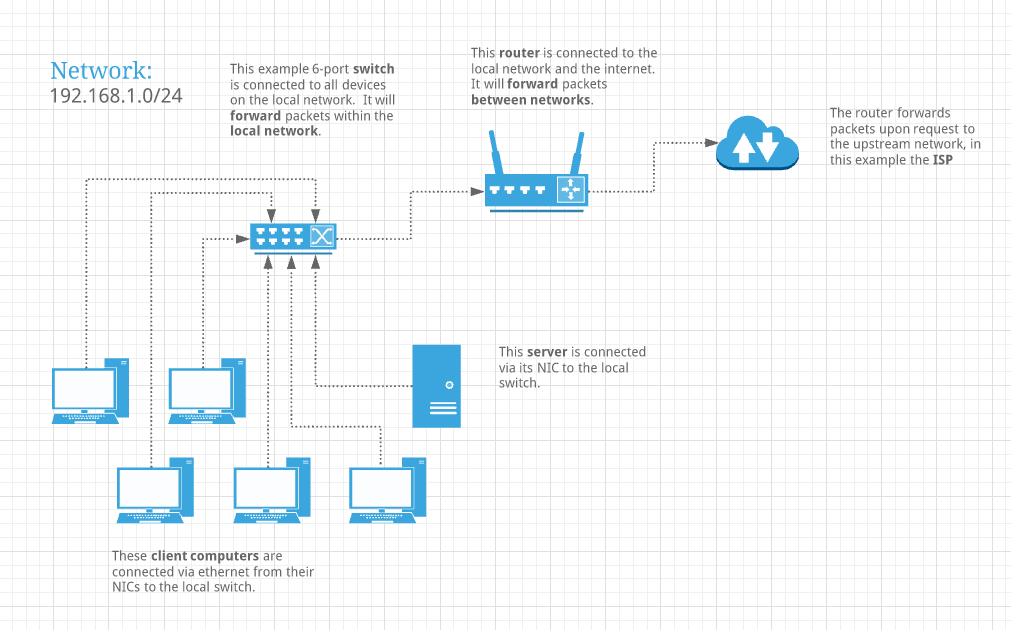 Network:
192.168.1.0/24
This example 6-port switch
is connected to all devices
on the local network. It will
forward packets within the
local network.
This router is connected to the
local network and the internet.
It will forward packets
between networks.
The router forwards
packets upon request to
the upstream network, in
this example the ISP
This server is connected
via its NIC to the local
switch.
These client computers are
connected via ethernet from their
NICs to the local switch.